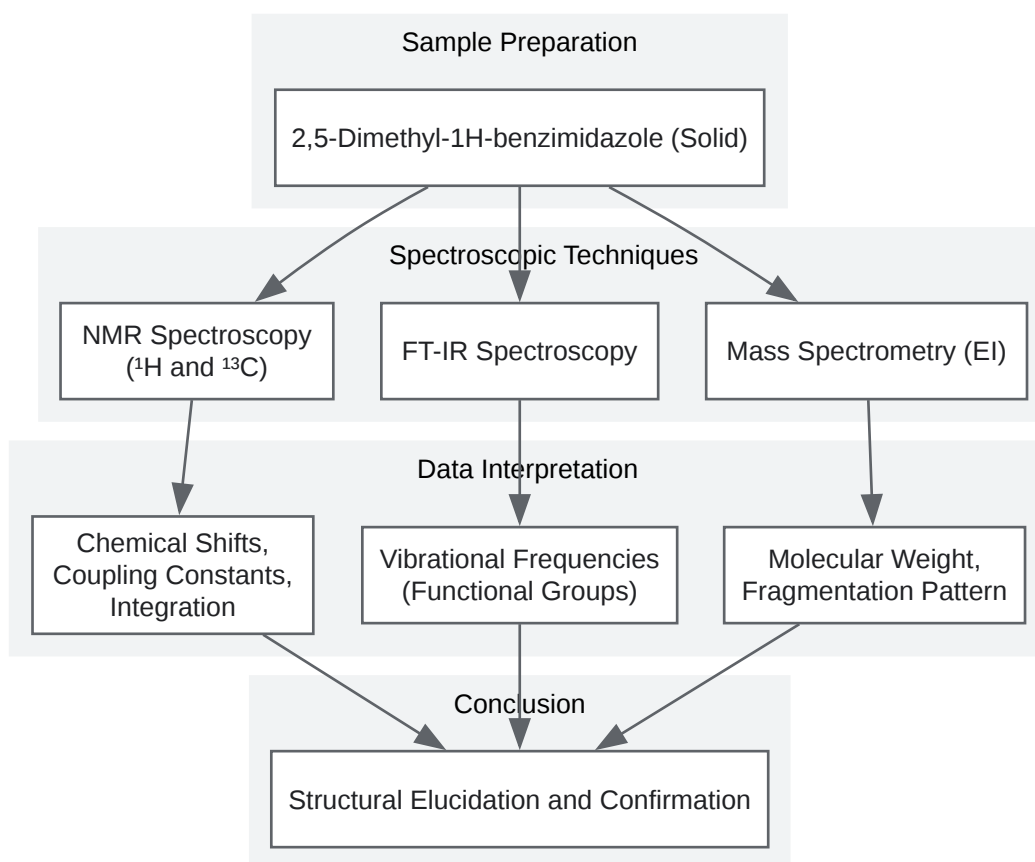 Sample Preparation
2,5-Dimethyl-1H-benzimidazole (Solid)
Spectroscopic Techniques
NMR Spectroscopy
(¹H and ¹³C)
FT-IR Spectroscopy
Mass Spectrometry (EI)
Data Interpretation
Chemical Shifts,
Coupling Constants,
Integration
Vibrational Frequencies
(Functional Groups)
Molecular Weight,
Fragmentation Pattern
Conclusion
Structural Elucidation and Confirmation